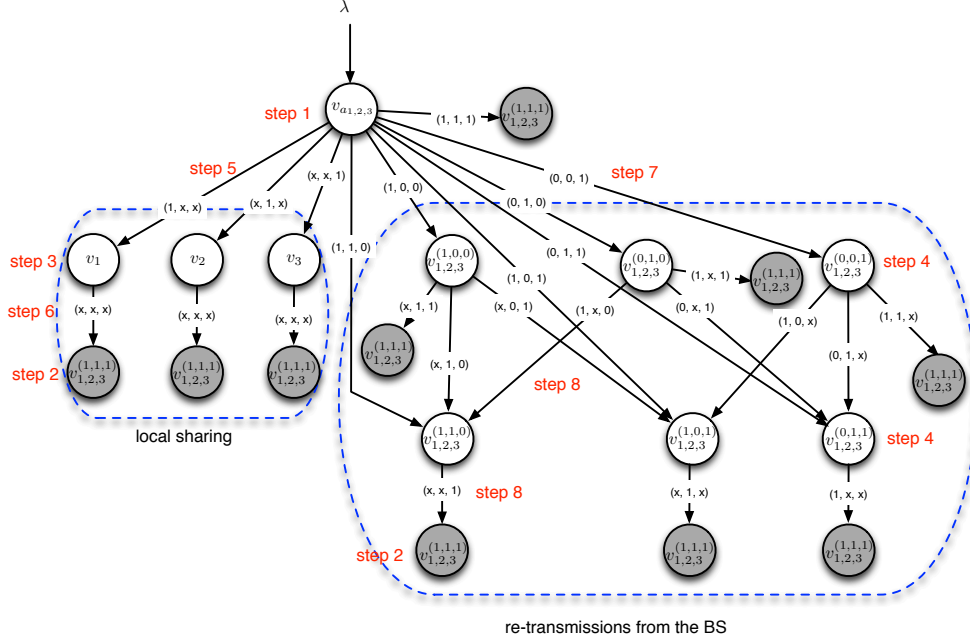 λ
step 1
v_{a_{1,2,3}}
(1, 1, 1)
v_{1,2,3}^{(1,1,1)}
step 5
step 7
(0, 0, 1)
(x, x, 1)
(1, 0, 0)
(1, x, x)
(x, 1, x)
(0, 1, 0)
(1, 1, 0)
(0, 1, 1)
step 3
v_1
v_2
v_3
v_{1,2,3}^{(1,0,0)}
v_{1,2,3}^{(0,1,0)}
v_{1,2,3}^{(0,0,1)}
step 4
(1, x, 1)
v_{1,2,3}^{(1,1,1)}
(1, 0, 1)
step 6
(x, x, x)
(x, x, x)
(x, x, x)
(x, 1, 1)
(x, 0, 1)
(1, x, 0)
(0, x, 1)
(1, 0, x)
(1, 1, x)
step 2
v_{1,2,3}^{(1,1,1)}
v_{1,2,3}^{(1,1,1)}
v_{1,2,3}^{(1,1,1)}
v_{1,2,3}^{(1,1,1)}
(x, 1, 0)
(0, 1, x)
v_{1,2,3}^{(1,1,1)}
step 8
local sharing
v_{1,2,3}^{(1,1,0)}
v_{1,2,3}^{(1,0,1)}
v_{1,2,3}^{(0,1,1)}
step 4
(x, x, 1)
step 8
(x, 1, x)
(1, x, x)
step 2
v_{1,2,3}^{(1,1,1)}
v_{1,2,3}^{(1,1,1)}
v_{1,2,3}^{(1,1,1)}
re-transmissions from the BS